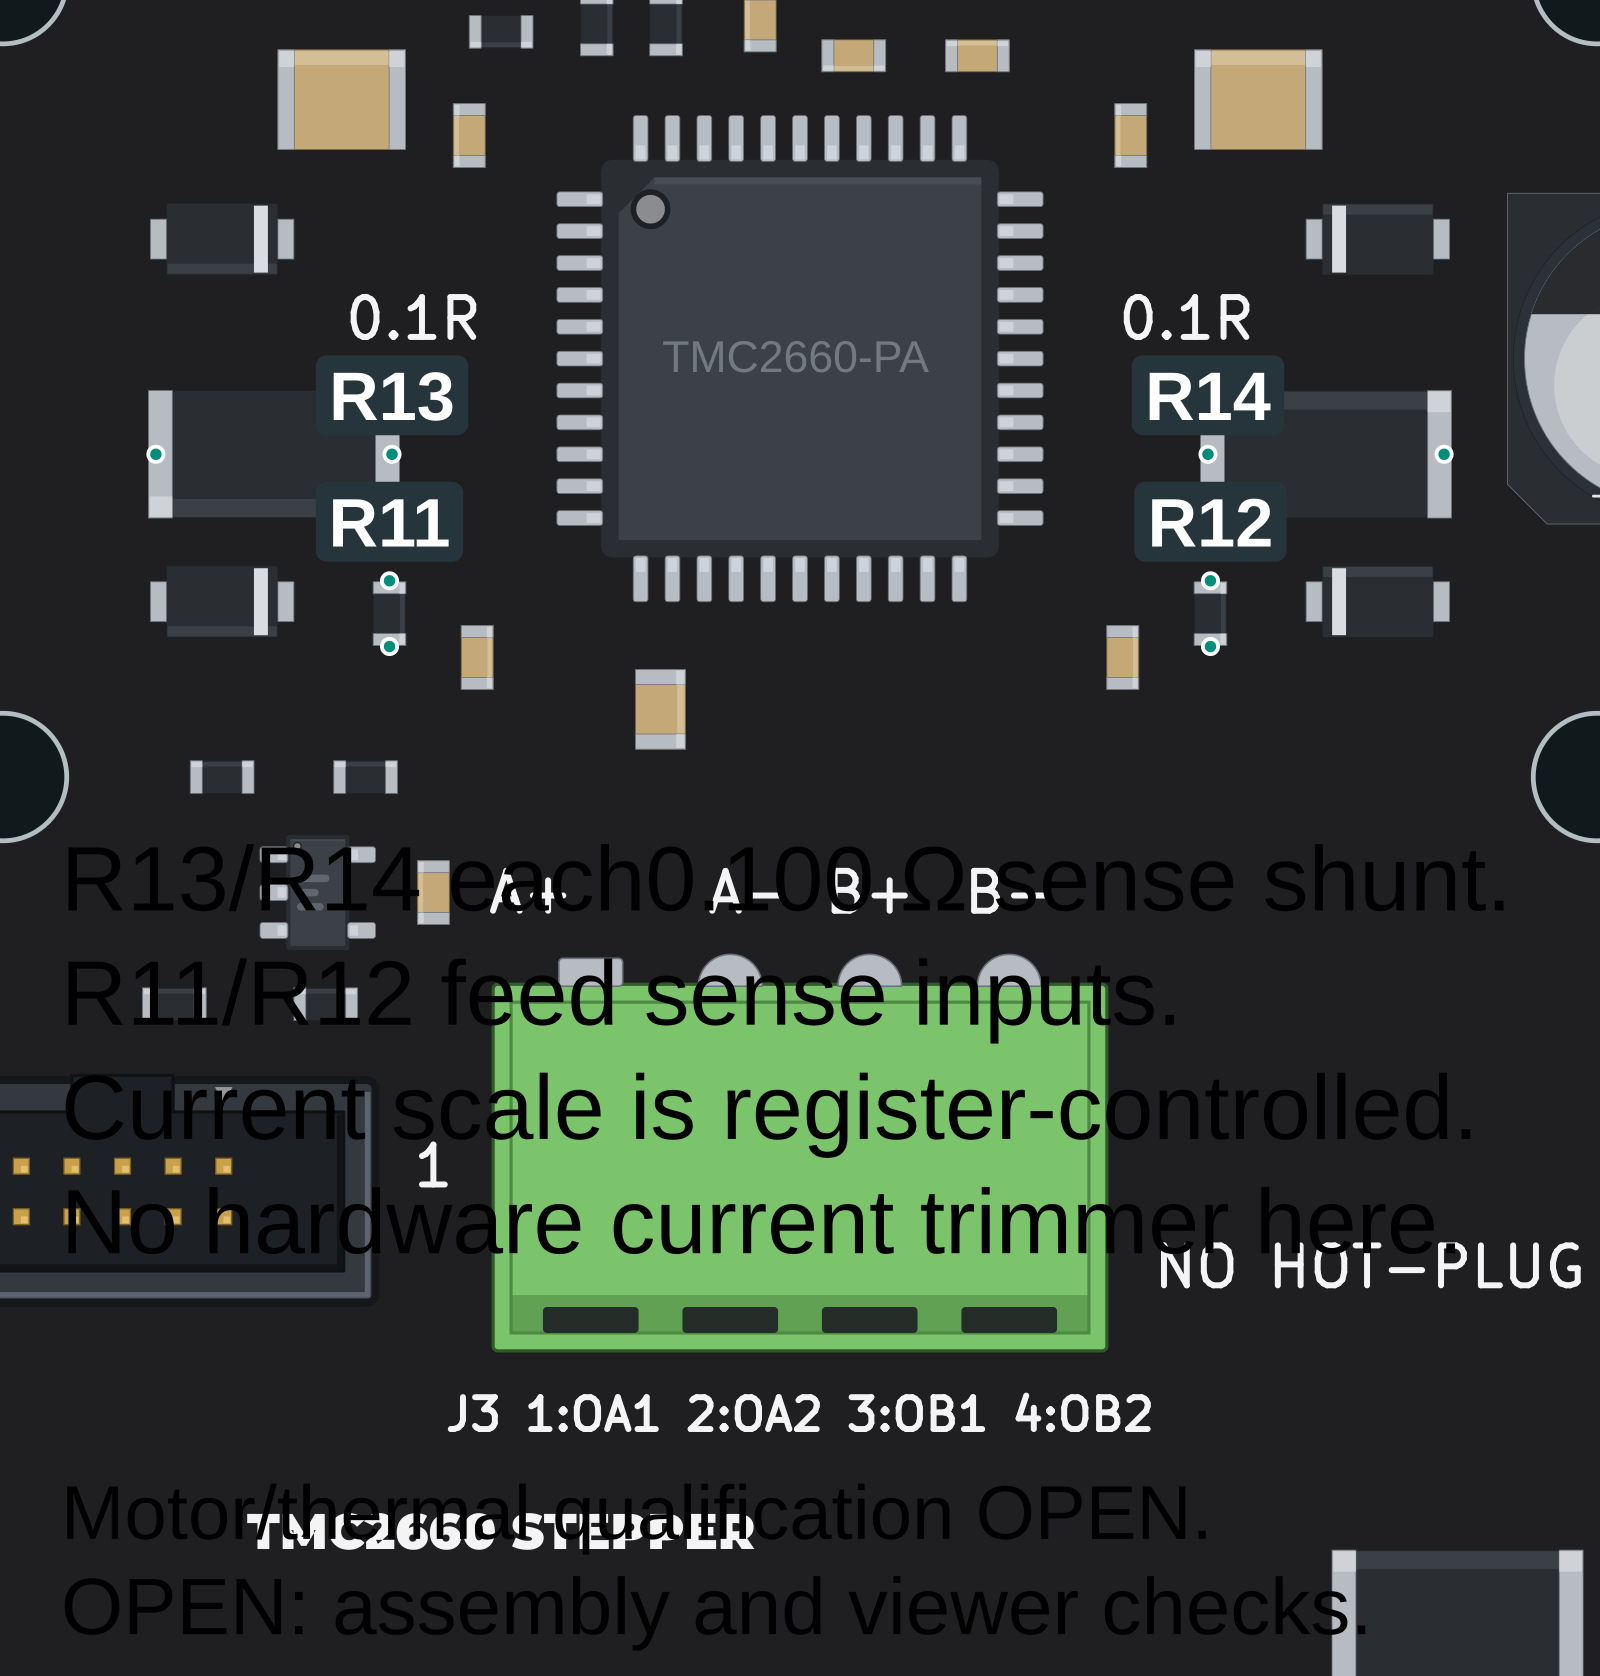 0.1R 0.1R
TMC2660-PA
R13 R14
R11 R12
R13/R14 each0.100 Ω sense shunt.
A+ A- B+ B-
R11/R12 feed sense inputs.
Current scale is register-controlled.
1
No hardware current trimmer here.
NO HOT-PLUG
J3 1:OA1 2:OA2 3:OB1 4:OB2
Motor/thermal qualification OPEN.
TMC2660 STEPPER
OPEN: assembly and viewer checks.